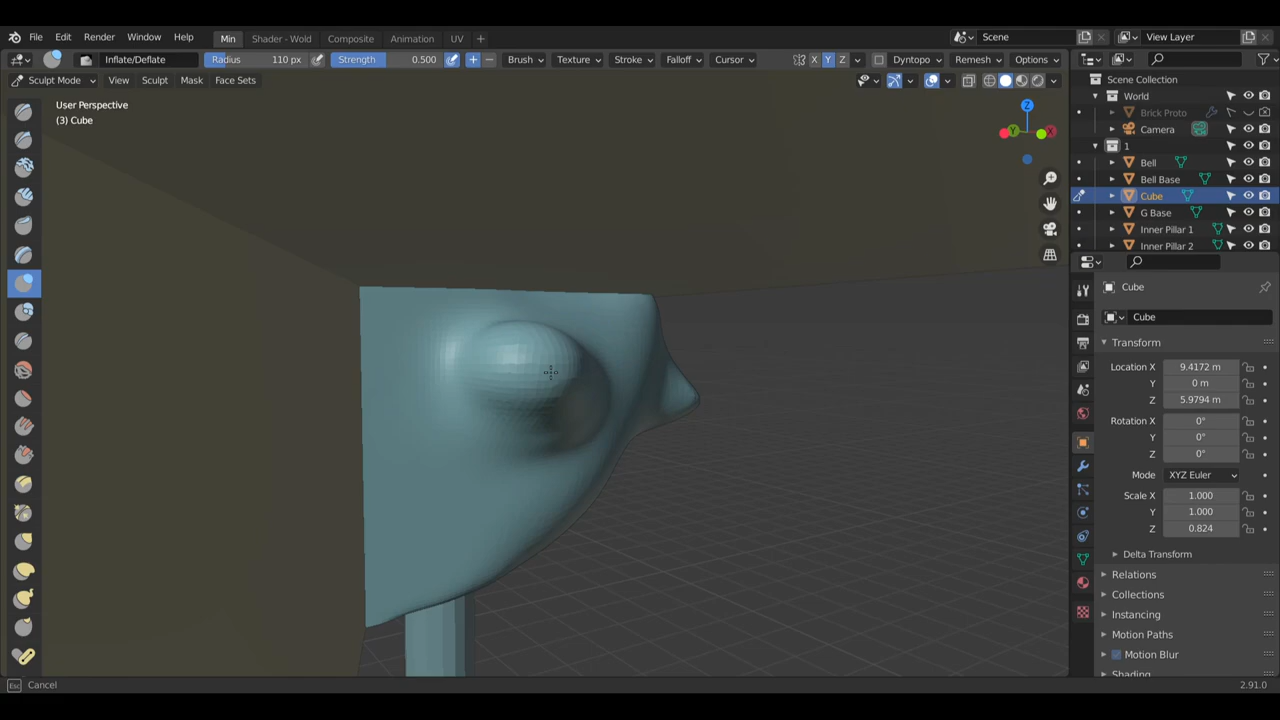 File Edit Render Window Help Min Shader - Wold Composite Animation UV + Scene View Layer
Inflate/Deflate Radius 110 px Strength 0.500 + − Brush Texture Stroke Falloff Cursor X Y Z Dyntopo Remesh Options
Sculpt Mode View Sculpt Mask Face Sets
User Perspective
(3) Cube
Z
Y
X
Scene Collection
World
Brick Proto
Camera
1
Bell
Bell Base
Cube
G Base
Inner Pillar 1
Inner Pillar 2
Cube
Cube
Transform
Location X 9.4172 m
Y 0 m
Z 5.9794 m
Rotation X 0°
Y 0°
Z 0°
Mode XYZ Euler
Scale X 1.000
Y 1.000
Z 0.824
Delta Transform
Relations
Collections
Instancing
Motion Paths
Motion Blur
Shading
Esc Cancel 2.91.0